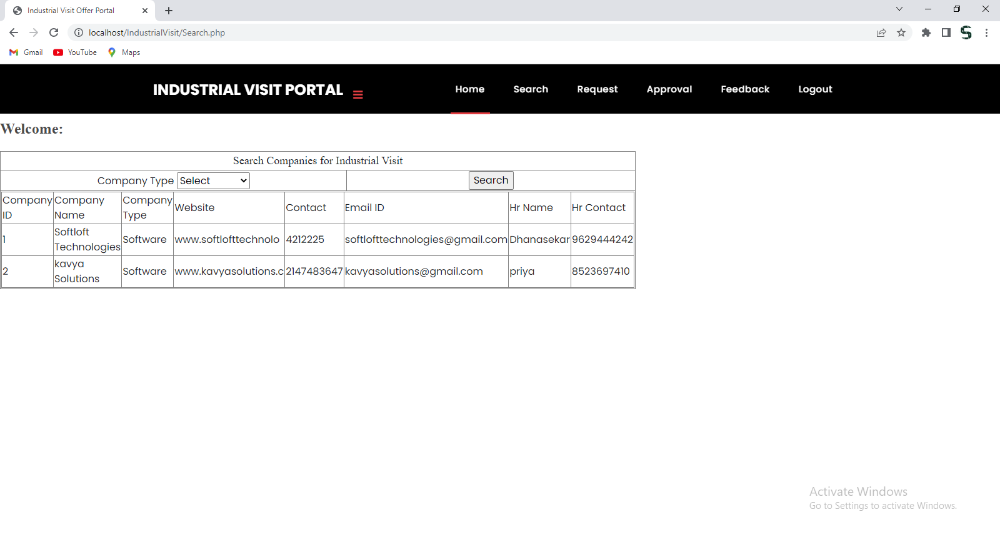 Industrial Visit Offer Portal
localhost/IndustrialVisit/Search.php
Gmail YouTube Maps
INDUSTRIAL VISIT PORTAL Home Search Request Approval Feedback Logout
Welcome:
Search Companies for Industrial Visit
Company Type Select Search
Company ID Company Name Company Type Website Contact Email ID Hr Name Hr Contact
1 Softloft Technologies Software www.softlofttechnolo 4212225 softlofttechnologies@gmail.com Dhanasekar 9629444242
2 kavya Solutions Software www.kavyasolutions.c 2147483647 kavyasolutions@gmail.com priya 8523697410
Activate Windows
Go to Settings to activate Windows.